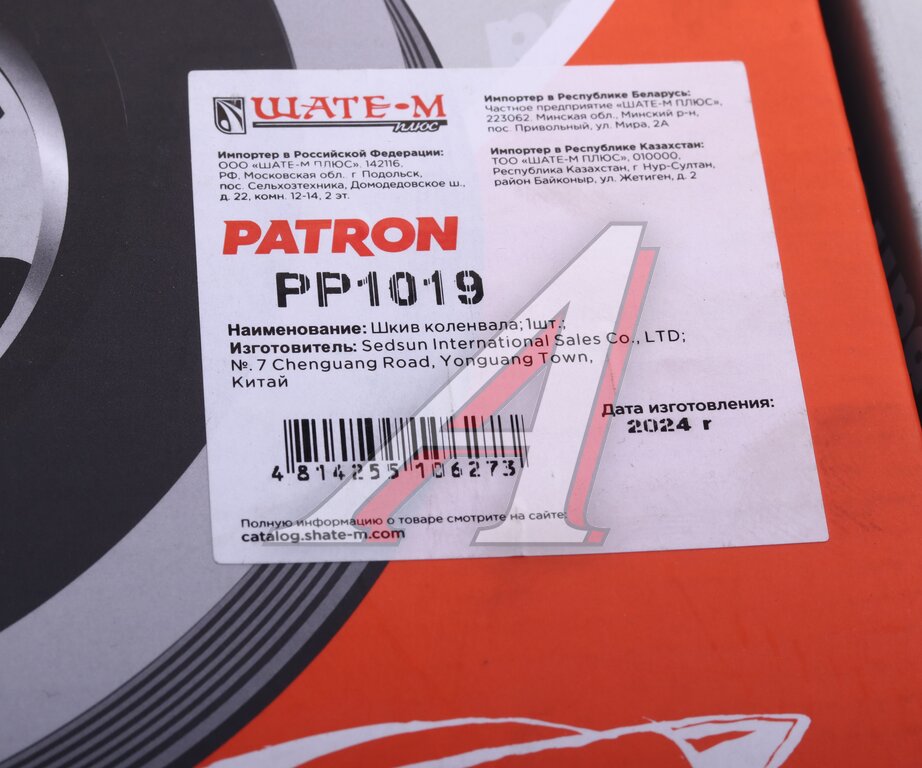 ШАТЕ-М
плюс
Импортер в Российской Федерации:
ООО «ШАТЕ-М ПЛЮС», 142116,
РФ, Московская обл., г Подольск,
пос. Сельхозтехника, Домодедовское ш.,
д. 22, комн. 12-14, 2 эт.
Импортер в Республике Беларусь:
Частное предприятие «ШАТЕ-М ПЛЮС»,
223062, Минская обл., Минский р-н,
пос. Привольный, ул. Мира, 2А
Импортер в Республике Казахстан:
ТОО «ШАТЕ-М ПЛЮС», 010000,
Республика Казахстан, г Нур-Султан,
район Байконыр, ул. Жетиген, д. 2
PATRON
PP1019
Наименование: Шкив коленвала; 1шт.;
Изготовитель: Sedsun International Sales Co., LTD;
№. 7 Chenguang Road, Yonguang Town,
Китай
Дата изготовления:
2024 г
4 814255 106273
Полную информацию о товаре смотрите на сайте:
catalog.shate-m.com